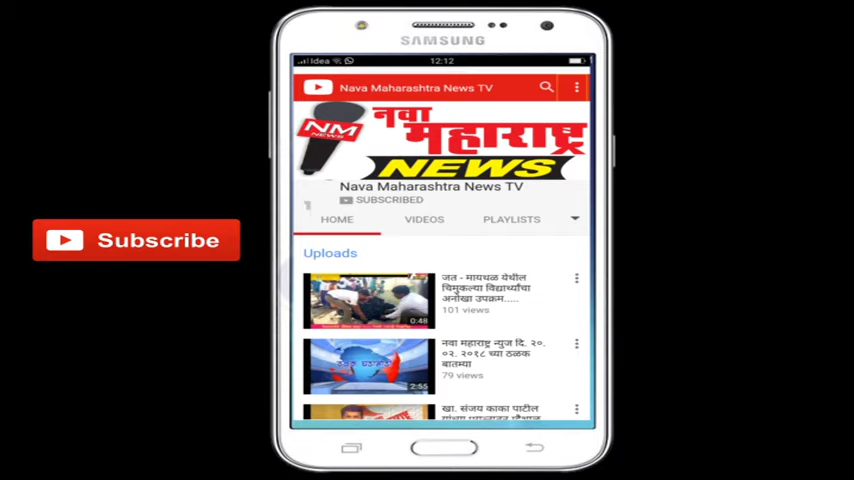 SAMSUNG
Idea
12:12
Nava Maharashtra News TV
NM
NEWS
नवा
महाराष्ट्र
NEWS
Nava Maharashtra News TV
SUBSCRIBED
HOME VIDEOS PLAYLISTS
Subscribe
Uploads
जत - मायथळ येथील
चिमुकल्या विद्यार्थ्यांचा
अनोखा उपक्रम.....
101 views
0:48
नवा महाराष्ट्र न्युज दि. २०.
०२. २०१८ च्या ठळक
बातम्या
79 views
2:55
खा. संजय काका पाटील